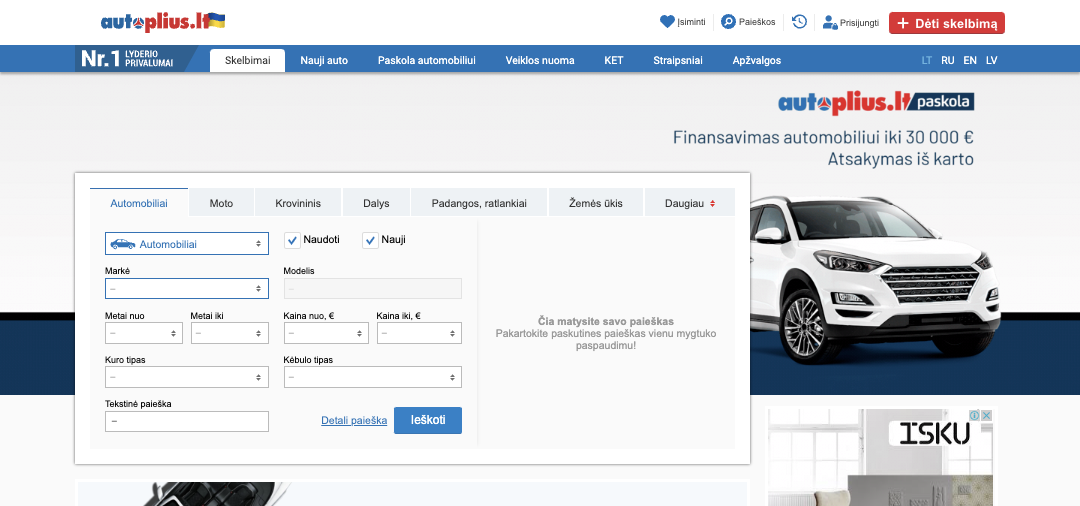 autoplius.lt
Įsiminti
Paieškos
Prisijungti
+ Dėti skelbimą
Nr.1 LYDERIO
PRIVALUMAI
Skelbimai
Nauji auto
Paskola automobiliui
Veiklos nuoma
KET
Straipsniai
Apžvalgos
LT RU EN LV
autoplius.lt paskola
Finansavimas automobiliui iki 30 000 €
Atsakymas iš karto
Automobiliai
Moto
Krovininis
Dalys
Padangos, ratlankiai
Žemės ūkis
Daugiau
Automobiliai
Naudoti
Nauji
Markė
Modelis
–
–
Metai nuo
Metai iki
Kaina nuo, €
Kaina iki, €
–
–
–
–
Kuro tipas
Kėbulo tipas
–
–
Tekstinė paieška
–
Detali paieška
Ieškoti
Čia matysite savo paieškas
Pakartokite paskutines paieškas vienu mygtuko
paspaudimu!
ISKU